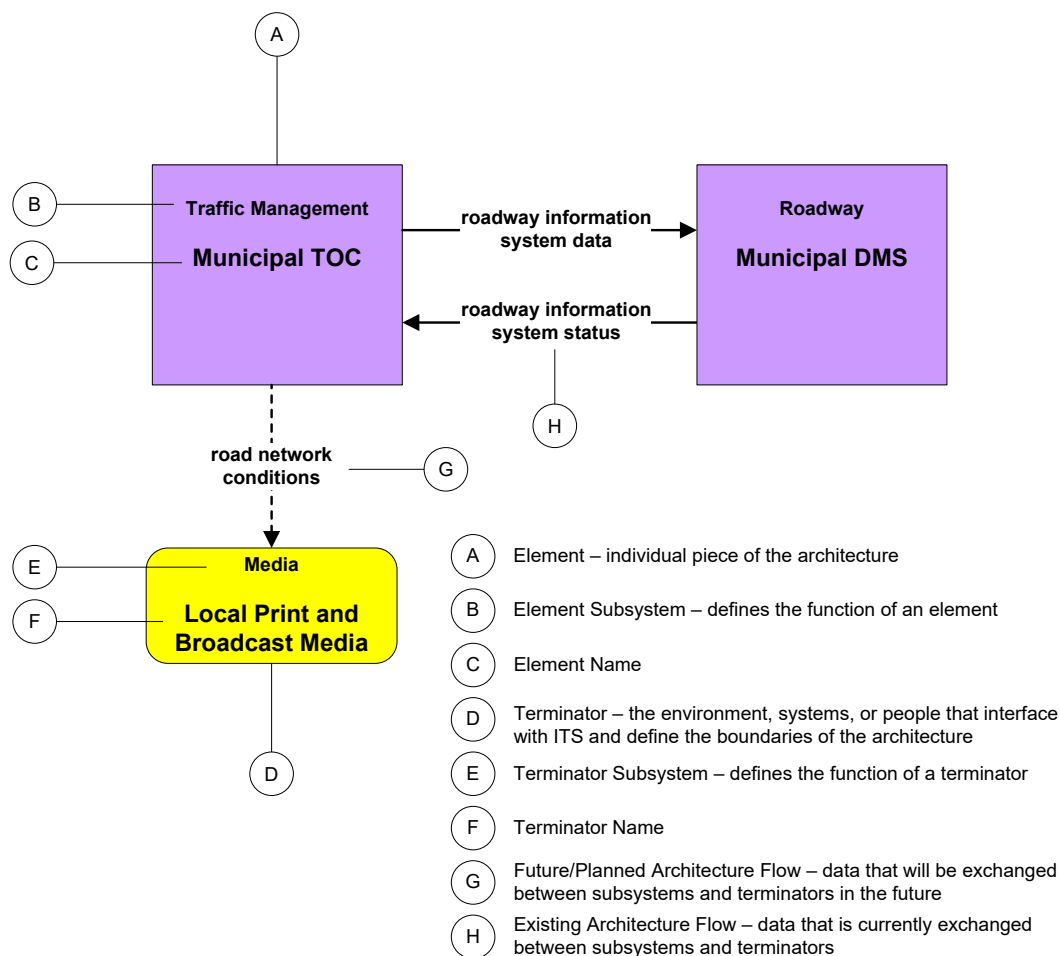 A
B
Traffic Management
C
Municipal TOC
roadway information
system data
Roadway
Municipal DMS
roadway information
system status
H
road network
conditions
G
E
Media
F
Local Print and
Broadcast Media
D
A
Element – individual piece of the architecture
B
Element Subsystem – defines the function of an element
C
Element Name
D
Terminator – the environment, systems, or people that interface
with ITS and define the boundaries of the architecture
E
Terminator Subsystem – defines the function of a terminator
F
Terminator Name
G
Future/Planned Architecture Flow – data that will be exchanged
between subsystems and terminators in the future
H
Existing Architecture Flow – data that is currently exchanged
between subsystems and terminators